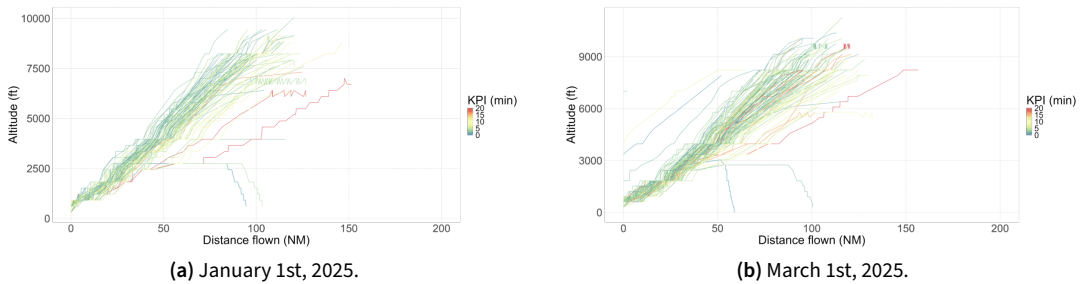 10000
7500
5000
2500
0
Altitude (ft)
0 50 100 150 200
Distance flown (NM)
KPI (min)
20
15
10
5
0
(a) January 1st, 2025.
9000
6000
3000
0
Altitude (ft)
0 50 100 150 200
Distance flown (NM)
KPI (min)
20
15
10
5
0
(b) March 1st, 2025.